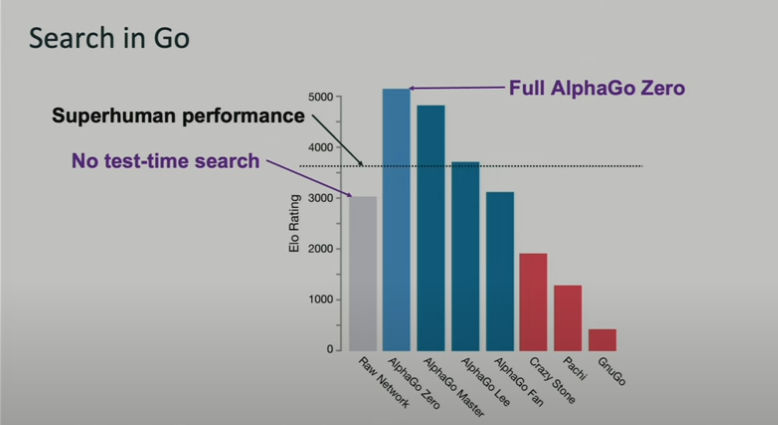 Search in Go
Full AlphaGo Zero
Superhuman performance
No test-time search
Elo Rating
5000
4000
3000
2000
1000
0
Raw Network
AlphaGo Zero
AlphaGo Master
AlphaGo Lee
AlphaGo Fan
Crazy Stone
Pachi
GnuGo